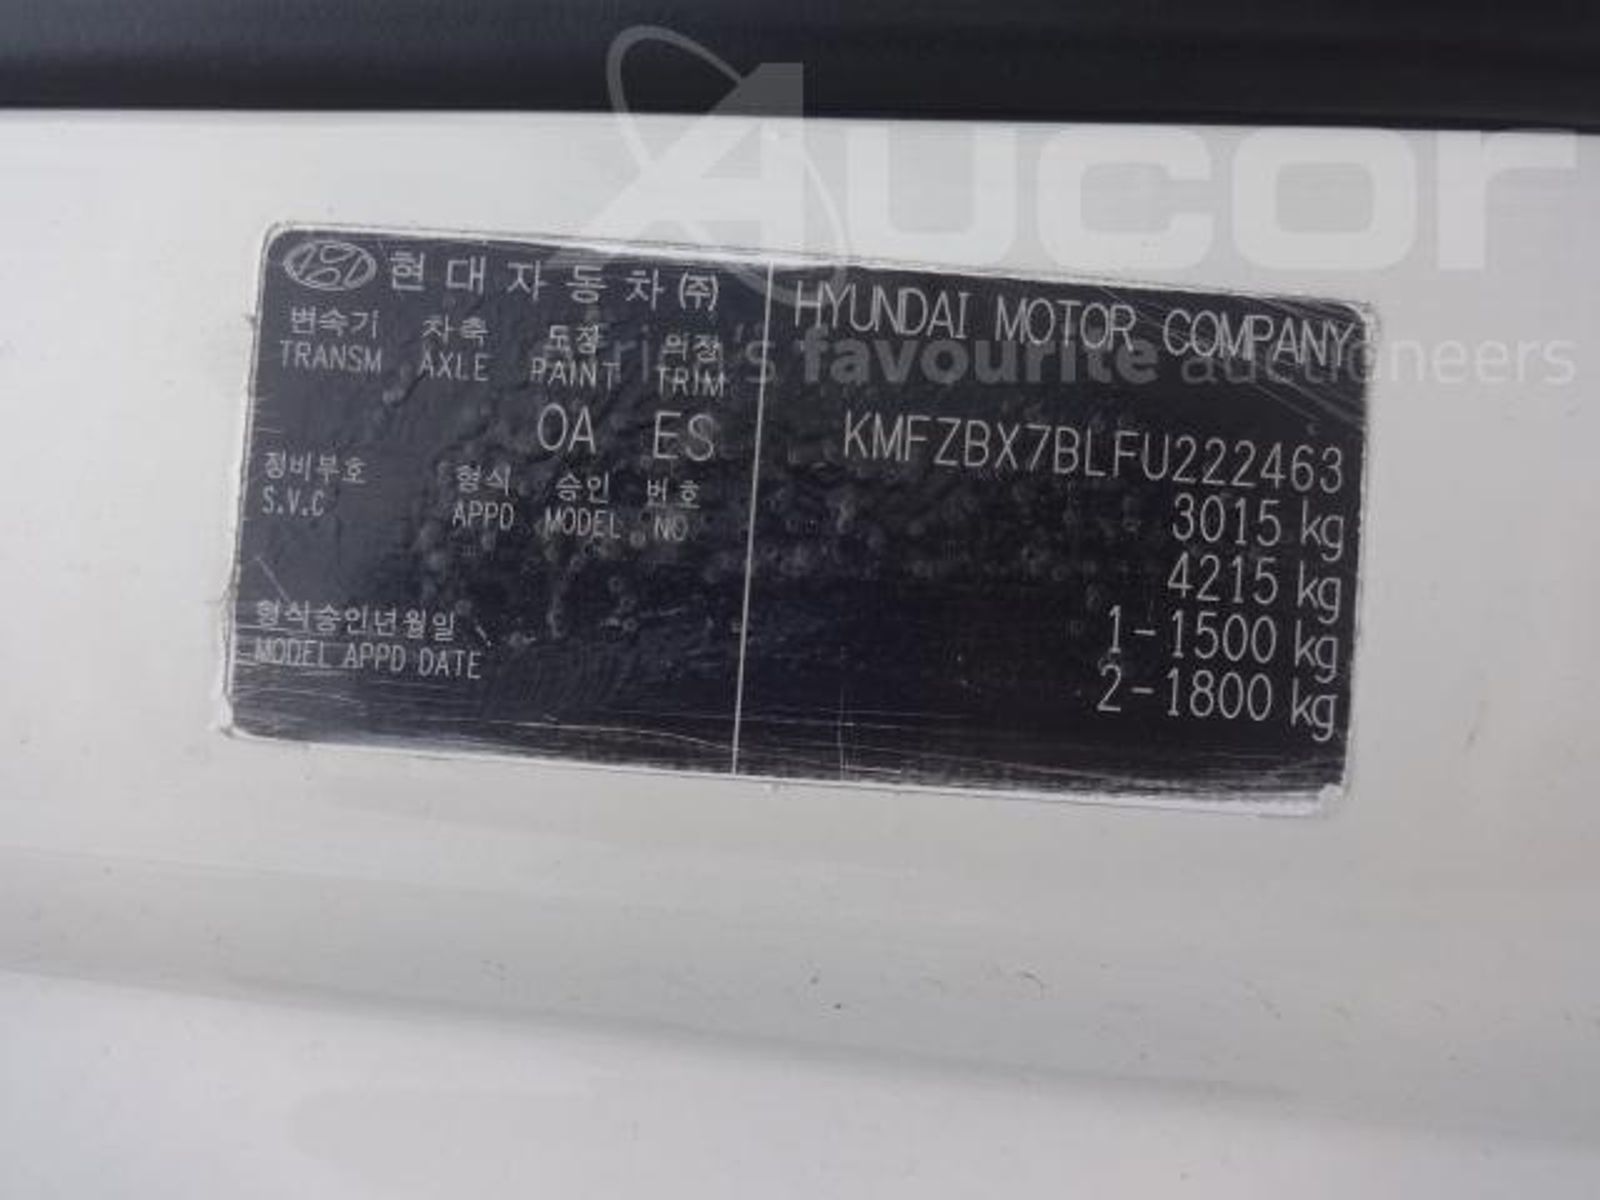 Aucor
favourite auctioneers
현대자동차(주)
변속기 차축 도장 의장
TRANSM AXLE PAINT TRIM
OA ES
정비부호 형식 승인 번호
S.V.C APPD MODEL NO
형식승인년월일
MODEL APPD DATE
HYUNDAI MOTOR COMPANY
KMFZBX7BLFU222463
3015 kg
4215 kg
1-1500 kg
2-1800 kg